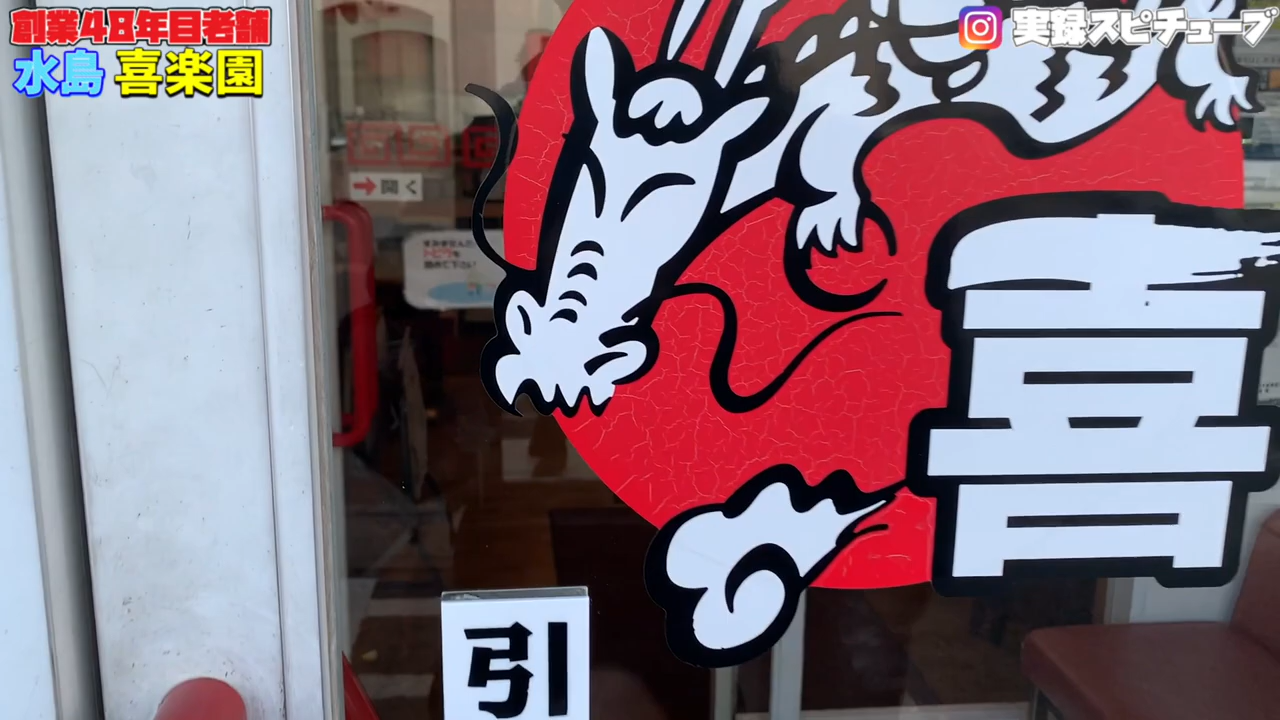 創業48年目老舗
水島 喜楽園
実録スピチューブ
開く
喜
引